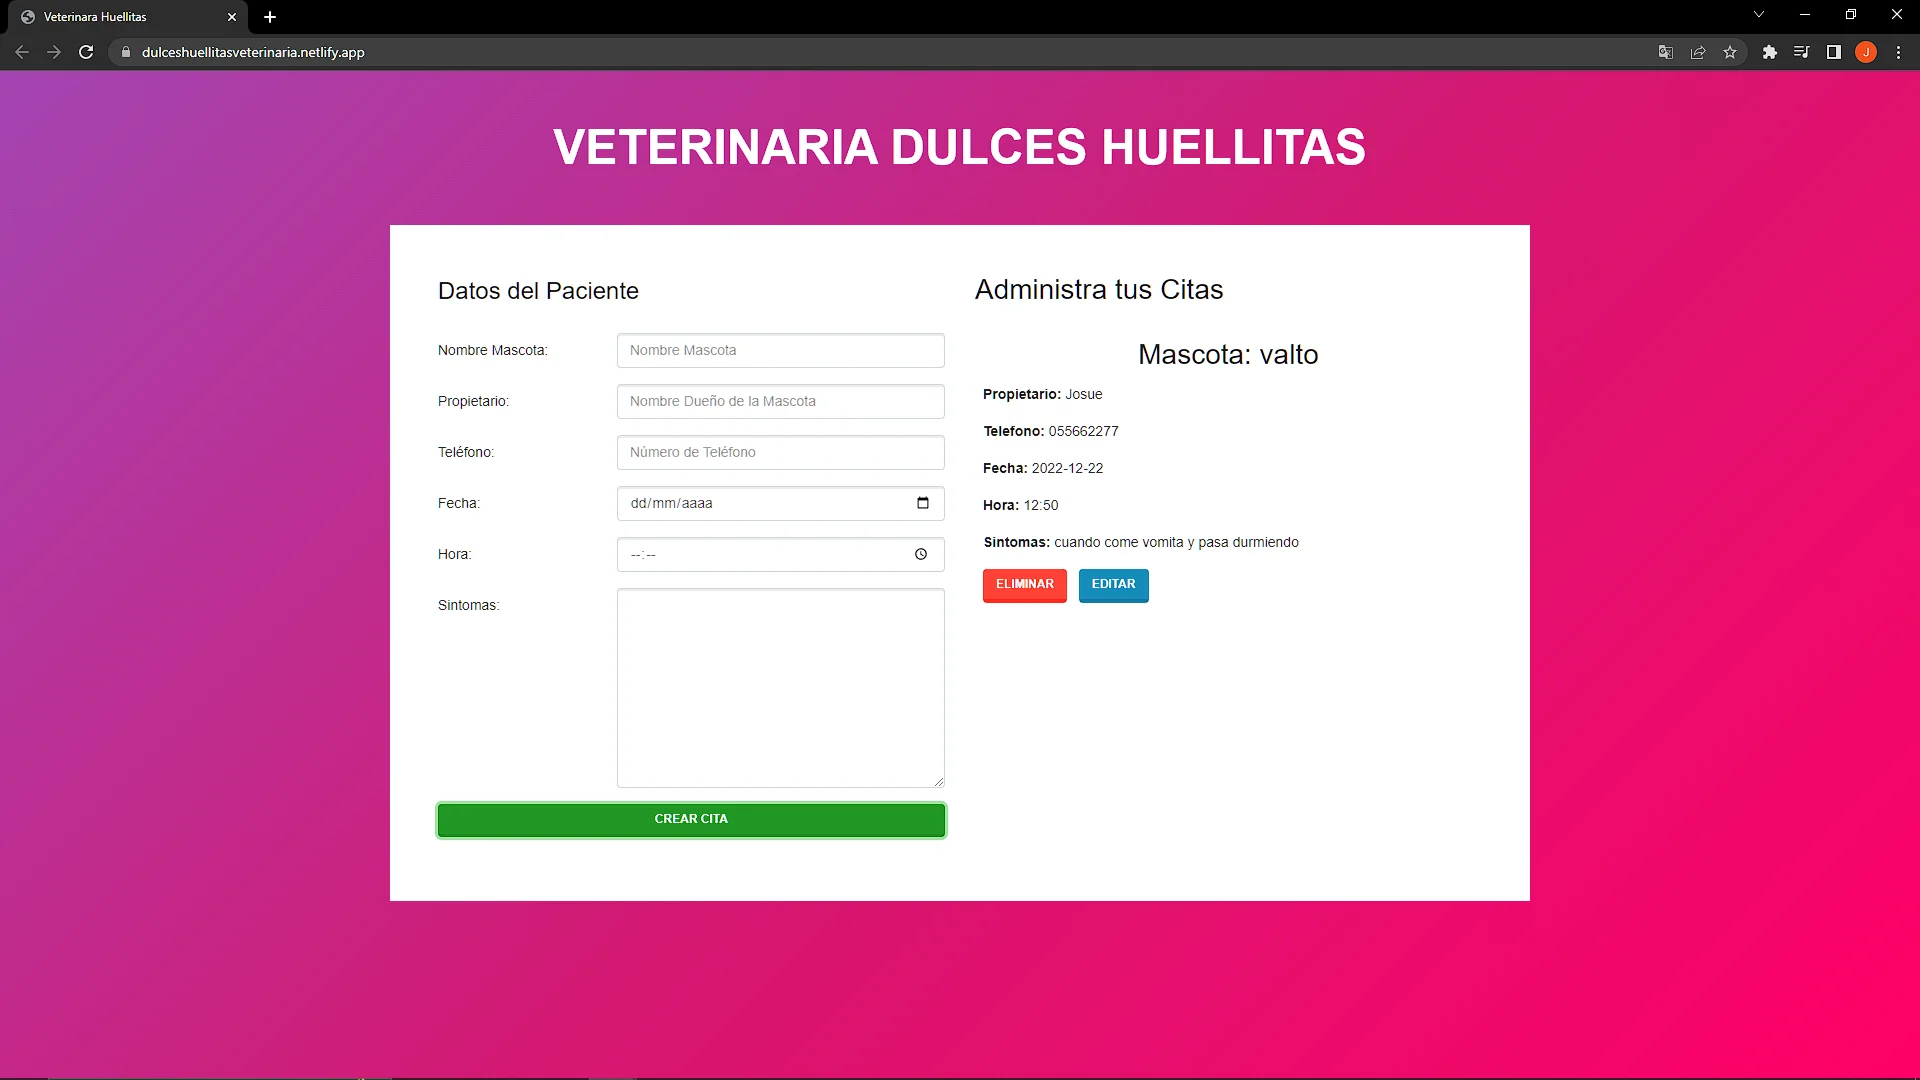 Veterinara Huellitas
dulceshuellitasveterinaria.netlify.app
J
VETERINARIA DULCES HUELLITAS
Datos del Paciente
Nombre Mascota:
Nombre Mascota
Propietario:
Nombre Dueño de la Mascota
Teléfono:
Número de Teléfono
Fecha:
dd/mm/aaaa
Hora:
--:--
Sintomas:
CREAR CITA
Administra tus Citas
Mascota: valto
Propietario: Josue
Telefono: 055662277
Fecha: 2022-12-22
Hora: 12:50
Sintomas: cuando come vomita y pasa durmiendo
ELIMINAR
EDITAR